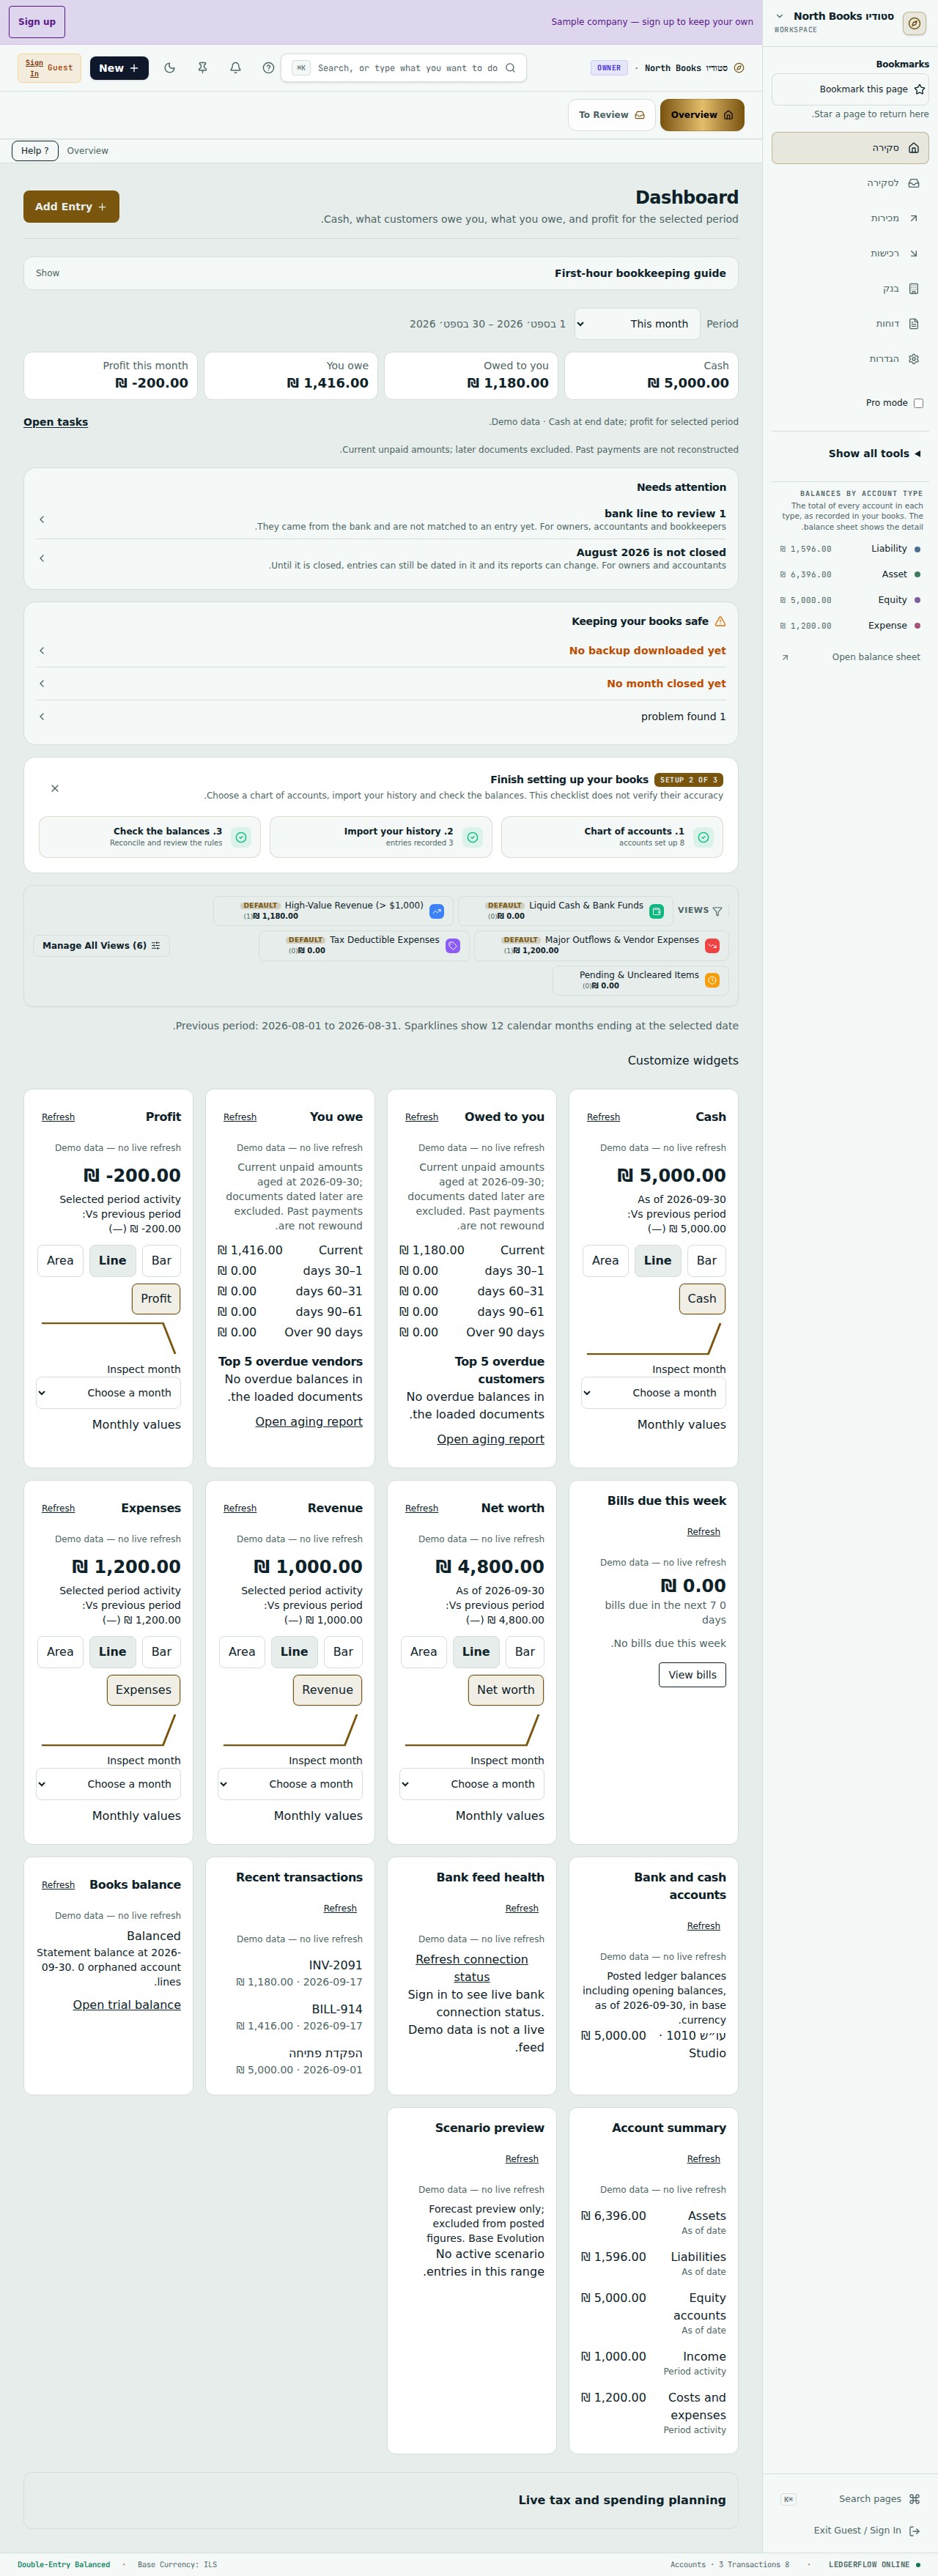 Sign up
Sample company — sign up to keep your own
North Books סטודיו
WORKSPACE
Sign In
Guest
New
⌘K
Search, or type what you want to do
OWNER · North Books סטודיו
To Review
Overview
Help ?
Overview
Bookmarks
Bookmark this page
.Star a page to return here
סקירה
לסקירה
מכירות
רכישות
בנק
דוחות
הגדרות
Pro mode
Show all tools
BALANCES BY ACCOUNT TYPE
The total of every account in each
type, as recorded in your books. The
.balance sheet shows the detail
Liability ₪ 1,596.00
Asset ₪ 6,396.00
Equity ₪ 5,000.00
Expense ₪ 1,200.00
Open balance sheet
Dashboard
.Cash, what customers owe you, what you owe, and profit for the selected period
Add Entry
First-hour bookkeeping guide
Show
Period
This month
1 בספט׳ 2026 – 30 בספט׳ 2026
Cash
₪ 5,000.00
Owed to you
₪ 1,180.00
You owe
₪ 1,416.00
Profit this month
₪ -200.00
.Demo data · Cash at end date; profit for selected period
Open tasks
.Current unpaid amounts; later documents excluded. Past payments are not reconstructed
Needs attention
bank line to review 1
.They came from the bank and are not matched to an entry yet. For owners, accountants and bookkeepers
August 2026 is not closed
.Until it is closed, entries can still be dated in it and its reports can change. For owners and accountants
Keeping your books safe
No backup downloaded yet
No month closed yet
problem found 1
Finish setting up your books
SETUP 2 OF 3
.Choose a chart of accounts, import your history and check the balances. This checklist does not verify their accuracy
Chart of accounts .1
accounts set up 8
Import your history .2
entries recorded 3
Check the balances .3
Reconcile and review the rules
VIEWS
Liquid Cash & Bank Funds DEFAULT
(0)₪ 0.00
High-Value Revenue (> $1,000) DEFAULT
(1)₪ 1,180.00
Major Outflows & Vendor Expenses DEFAULT
(1)₪ 1,200.00
Tax Deductible Expenses DEFAULT
(0)₪ 0.00
Pending & Uncleared Items
(0)₪ 0.00
Manage All Views (6)
.Previous period: 2026-08-01 to 2026-08-31. Sparklines show 12 calendar months ending at the selected date
Customize widgets
Cash
Refresh
Demo data — no live refresh
₪ 5,000.00
As of 2026-09-30
:Vs previous period
(—) ₪ 5,000.00
Bar
Line
Area
Cash
Inspect month
Choose a month
Monthly values
Owed to you
Refresh
Demo data — no live refresh
Current unpaid amounts
aged at 2026-09-30;
documents dated later are
excluded. Past payments
.are not rewound
Current ₪ 1,180.00
days 30–1 ₪ 0.00
days 60–31 ₪ 0.00
days 90–61 ₪ 0.00
Over 90 days ₪ 0.00
Top 5 overdue
customers
No overdue balances in
.the loaded documents
Open aging report
You owe
Refresh
Demo data — no live refresh
Current unpaid amounts
aged at 2026-09-30;
documents dated later are
excluded. Past payments
.are not rewound
Current ₪ 1,416.00
days 30–1 ₪ 0.00
days 60–31 ₪ 0.00
days 90–61 ₪ 0.00
Over 90 days ₪ 0.00
Top 5 overdue vendors
No overdue balances in
.the loaded documents
Open aging report
Profit
Refresh
Demo data — no live refresh
₪ -200.00
Selected period activity
:Vs previous period
(—) ₪ -200.00
Bar
Line
Area
Profit
Inspect month
Choose a month
Monthly values
Bills due this week
Refresh
Demo data — no live refresh
₪ 0.00
bills due in the next 7 0
days
.No bills due this week
View bills
Net worth
Refresh
Demo data — no live refresh
₪ 4,800.00
As of 2026-09-30
:Vs previous period
(—) ₪ 4,800.00
Bar
Line
Area
Net worth
Inspect month
Choose a month
Monthly values
Revenue
Refresh
Demo data — no live refresh
₪ 1,000.00
Selected period activity
:Vs previous period
(—) ₪ 1,000.00
Bar
Line
Area
Revenue
Inspect month
Choose a month
Monthly values
Expenses
Refresh
Demo data — no live refresh
₪ 1,200.00
Selected period activity
:Vs previous period
(—) ₪ 1,200.00
Bar
Line
Area
Expenses
Inspect month
Choose a month
Monthly values
Bank and cash
accounts
Refresh
Demo data — no live refresh
Posted ledger balances
including opening balances,
as of 2026-09-30, in base
.currency
עו״ש 1010 · ₪ 5,000.00
Studio
Bank feed health
Refresh
Demo data — no live refresh
Refresh connection
status
Sign in to see live bank
connection status.
Demo data is not a live
.feed
Recent transactions
Refresh
Demo data — no live refresh
INV-2091
₪ 1,180.00 · 2026-09-17
BILL-914
₪ 1,416.00 · 2026-09-17
הפקדת פתיחה
₪ 5,000.00 · 2026-09-01
Books balance
Refresh
Demo data — no live refresh
Balanced
Statement balance at 2026-
09-30. 0 orphaned account
.lines
Open trial balance
Account summary
Refresh
Demo data — no live refresh
Assets ₪ 6,396.00
As of date
Liabilities ₪ 1,596.00
As of date
Equity ₪ 5,000.00
accounts
As of date
Income ₪ 1,000.00
Period activity
Costs and ₪ 1,200.00
expenses
Period activity
Scenario preview
Refresh
Demo data — no live refresh
Forecast preview only;
excluded from posted
figures. Base Evolution
No active scenario
.entries in this range
Live tax and spending planning
Search pages
K⌘
Exit Guest / Sign In
Double-Entry Balanced · Base Currency: ILS
Accounts · 3 Transactions 8 · LEDGERFLOW ONLINE